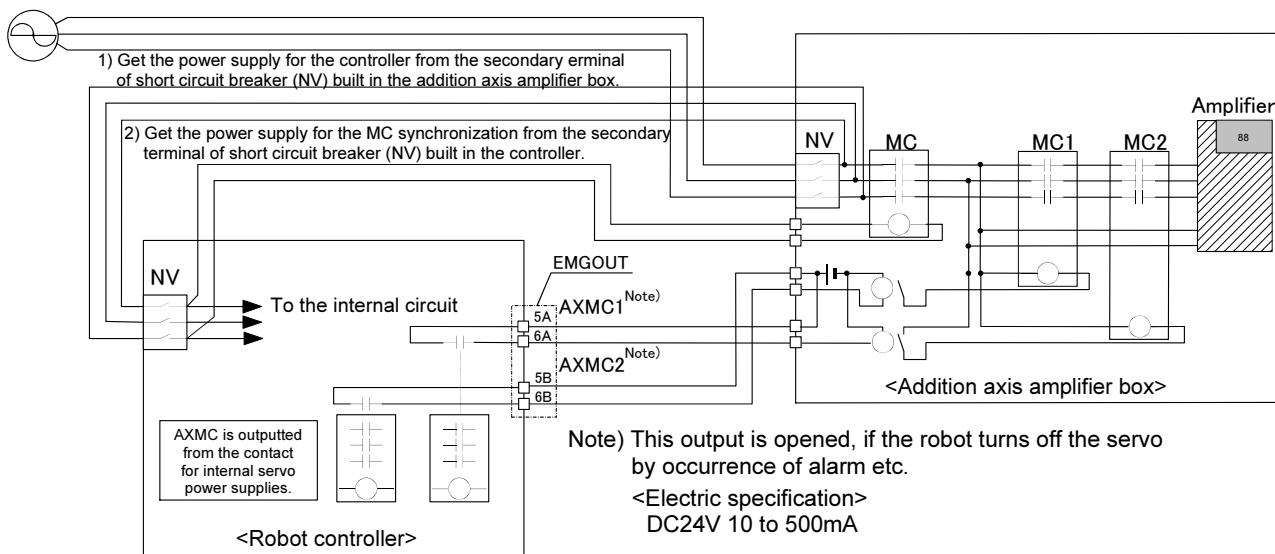 1) Get the power supply for the controller from the secondary erminal
of short circuit breaker (NV) built in the addition axis amplifier box.
2) Get the power supply for the MC synchronization from the secondary
terminal of short circuit breaker (NV) built in the controller.
Amplifier
88
NV
MC
MC1
MC2
NV
To the internal circuit
EMGOUT
AXMC1 Note)
5A
6A
AXMC2 Note)
5B
6B
<Addition axis amplifier box>
AXMC is outputted
from the contact
for internal servo
power supplies.
<Robot controller>
Note) This output is opened, if the robot turns off the servo
by occurrence of alarm etc.
<Electric specification>
DC24V 10 to 500mA